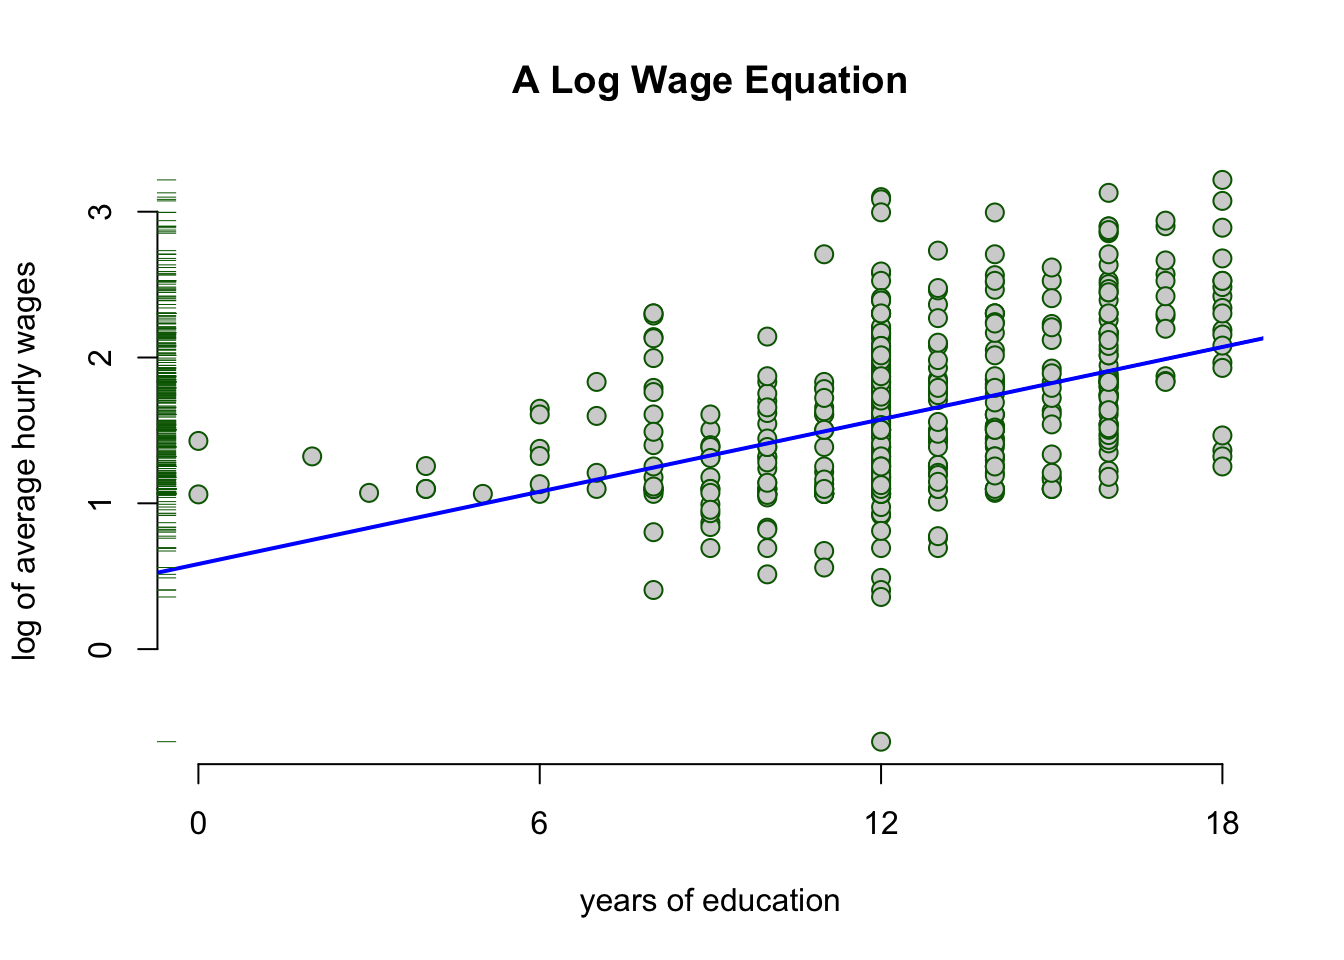 A Log Wage Equation
log of average hourly wages
3
2
1
0
0 6 12 18
years of education